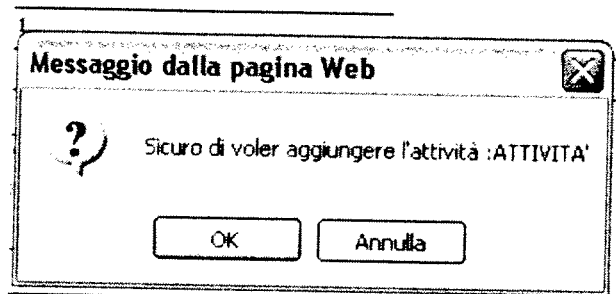 1
Messaggio dalla pagina Web
?
Sicuro di voler aggiungere l'attività :ATTIVITA'
OK
Annulla